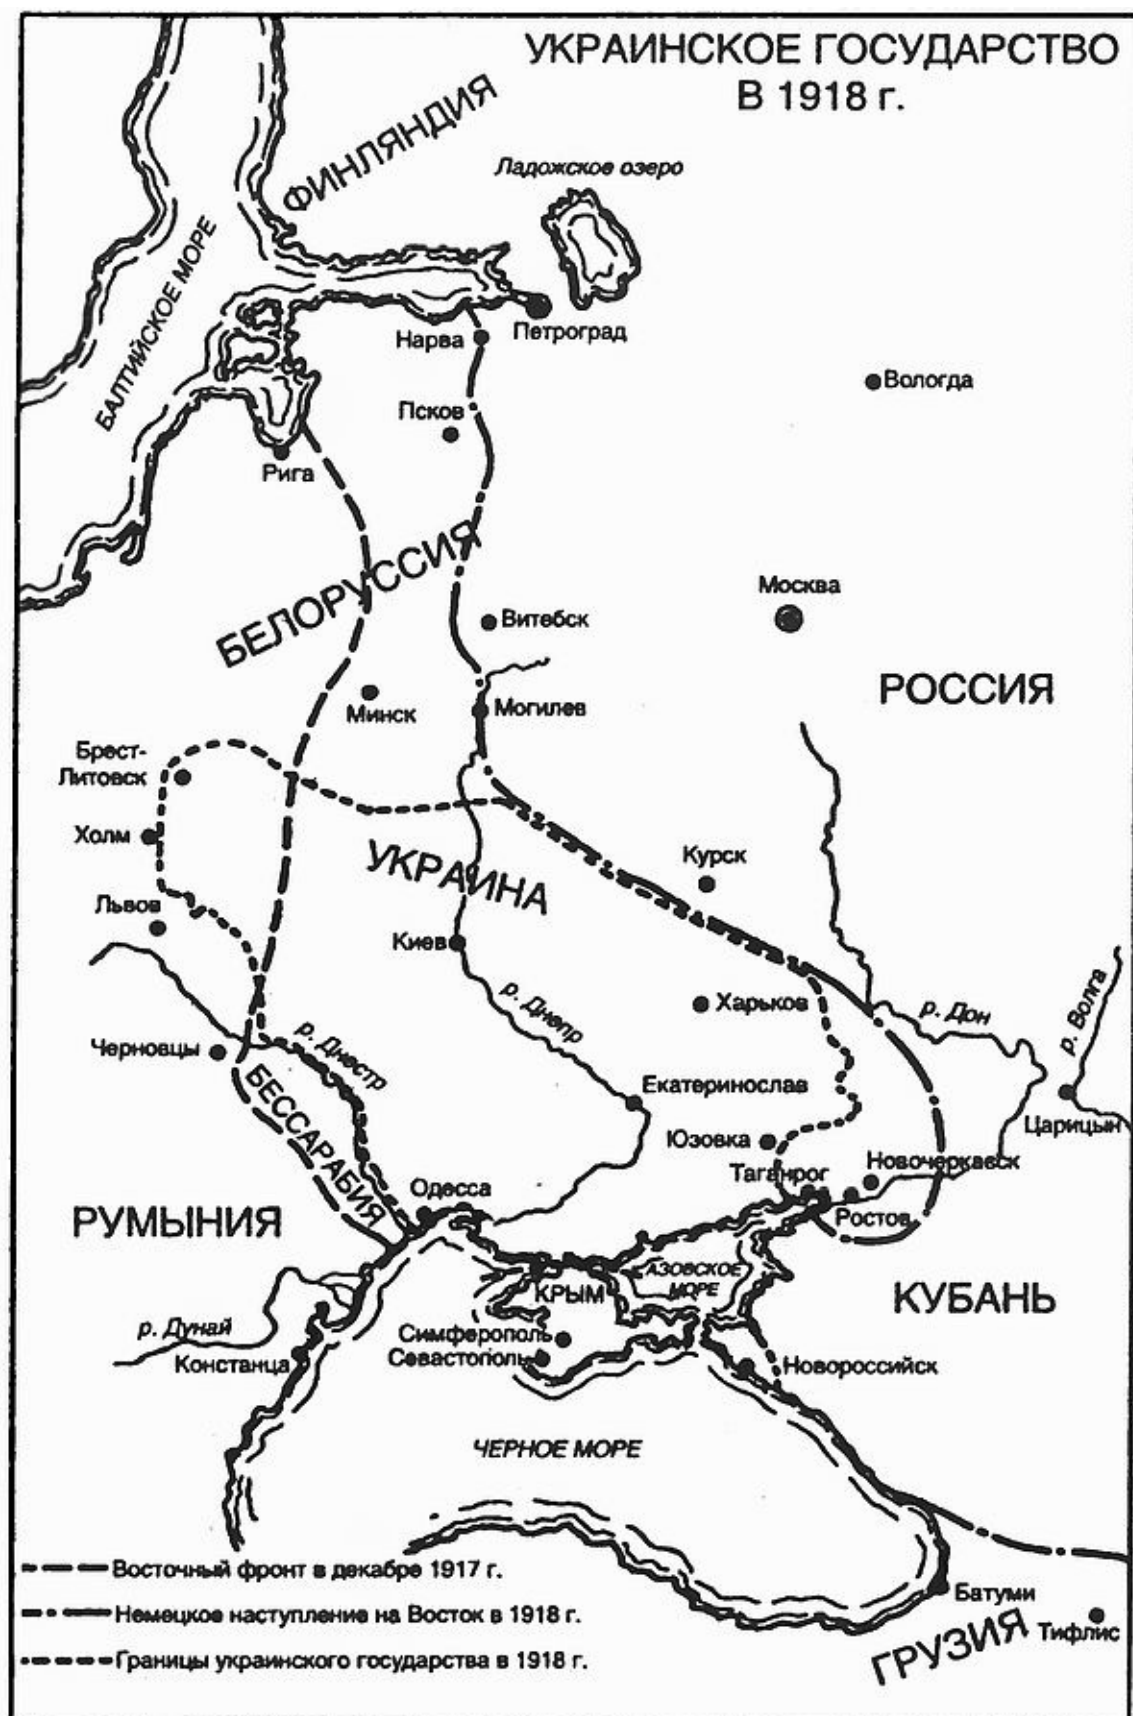 УКРАИНСКОЕ ГОСУДАРСТВО
В 1918 г.
ФИНЛЯНДИЯ
Ладожское озеро
БАЛТИЙСКОЕ МОРЕ
Нарва
Петроград
Вологда
Псков
Рига
БЕЛОРУССИЯ
Москва
Витебск
РОССИЯ
Минск
Могилев
Брест-
Литовск
Холм
УКРАИНА
Курск
Львов
Киев
р. Днепр
Харьков
р. Дон
р. Волга
Черновцы
р. Днестр
БЕССАРАБИЯ
Екатеринослав
Царицын
Юзовка
Новочеркасск
Таганрог
Ростов
Одесса
РУМЫНИЯ
АЗОВСКОЕ
МОРЕ
КРЫМ
КУБАНЬ
р. Дунай
Констанца
Симферополь
Севастополь
Новороссийск
ЧЕРНОЕ МОРЕ
Восточный фронт в декабре 1917 г.
Немецкое наступление на Восток в 1918 г.
Границы украинского государства в 1918 г.
Батуми
ГРУЗИЯ
Тифлис